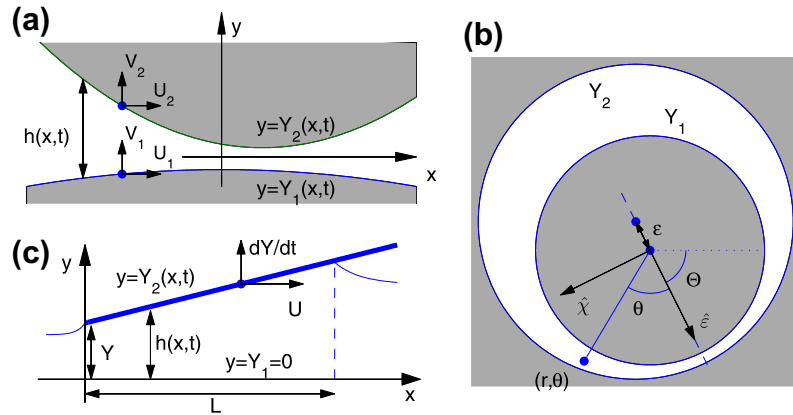 (a)
y
V₂
U₂
h(x,t)
y=Y₂(x,t)
V₁
U₁
x
y=Y₁(x,t)
(b)
Y₂
Y₁
ε
Θ
χ̂
θ
ε̂
(r,θ)
(c)
y
dY/dt
y=Y₂(x,t)
U
Y
h(x,t)
y=Y₁=0
x
L